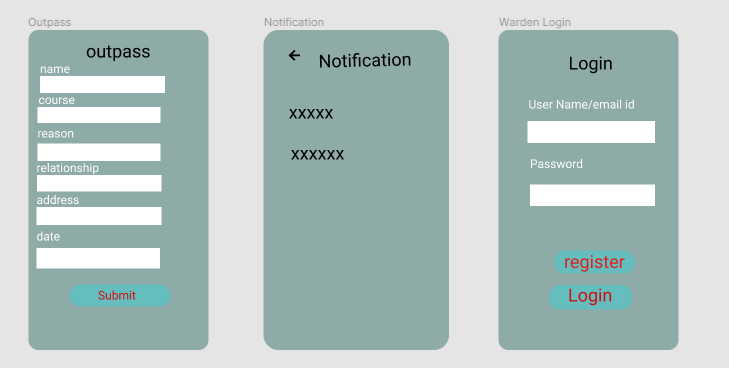 Outpass
outpass
name
course
reason
relationship
address
date
Submit
Notification
Notification
xxxxx
xxxxxx
Warden Login
Login
User Name/email id
Password
register
Login